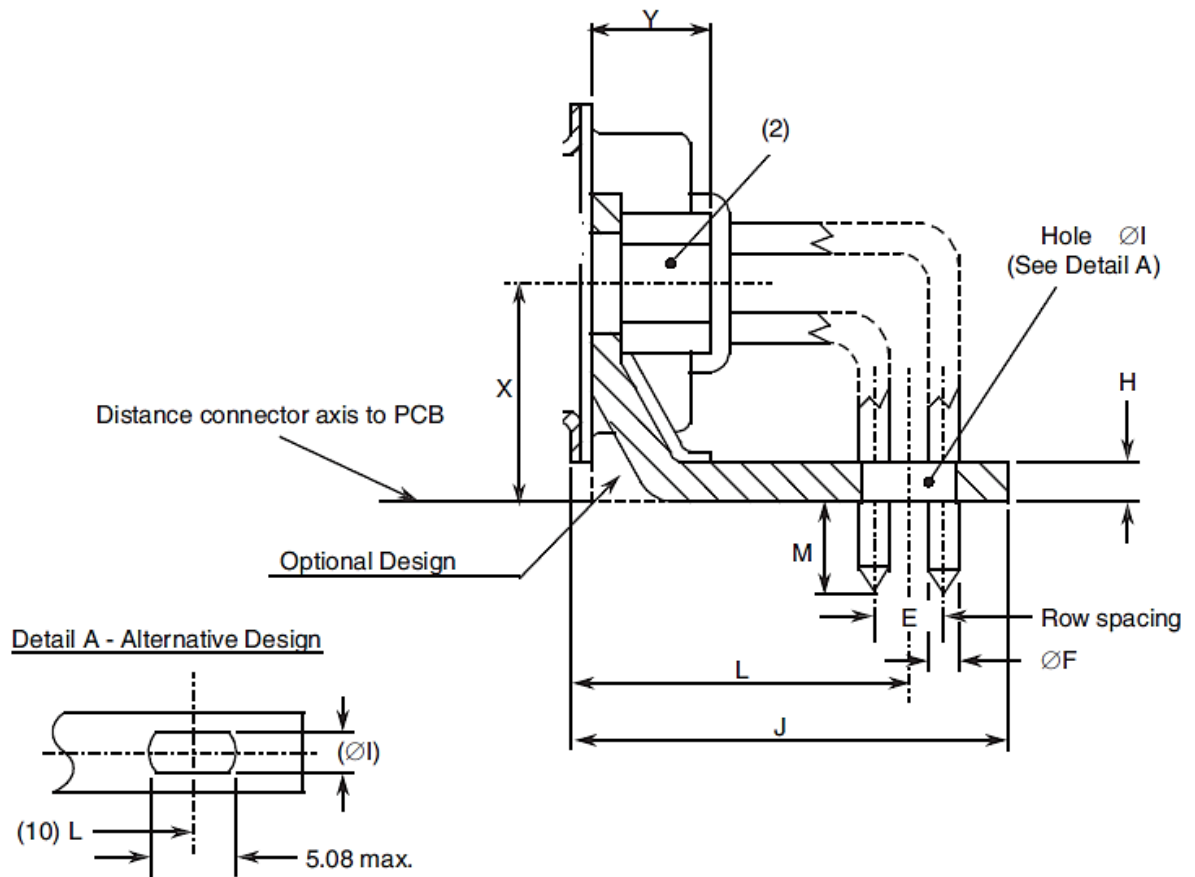 Y
(2)
Hole ∅I
(See Detail A)
X
H
Distance connector axis to PCB
M
Optional Design
E
Row spacing
∅F
Detail A - Alternative Design
L
J
(∅I)
(10) L
5.08 max.